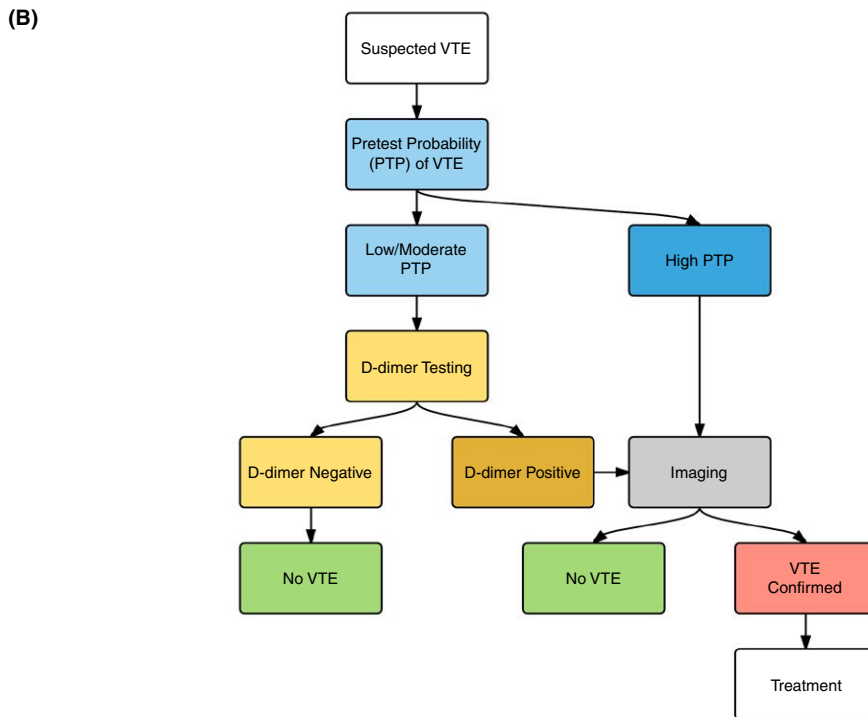 (B)
Suspected VTE
Pretest Probability
(PTP) of VTE
Low/Moderate
PTP
High PTP
D-dimer Testing
D-dimer Negative
D-dimer Positive
Imaging
No VTE
No VTE
VTE
Confirmed
Treatment